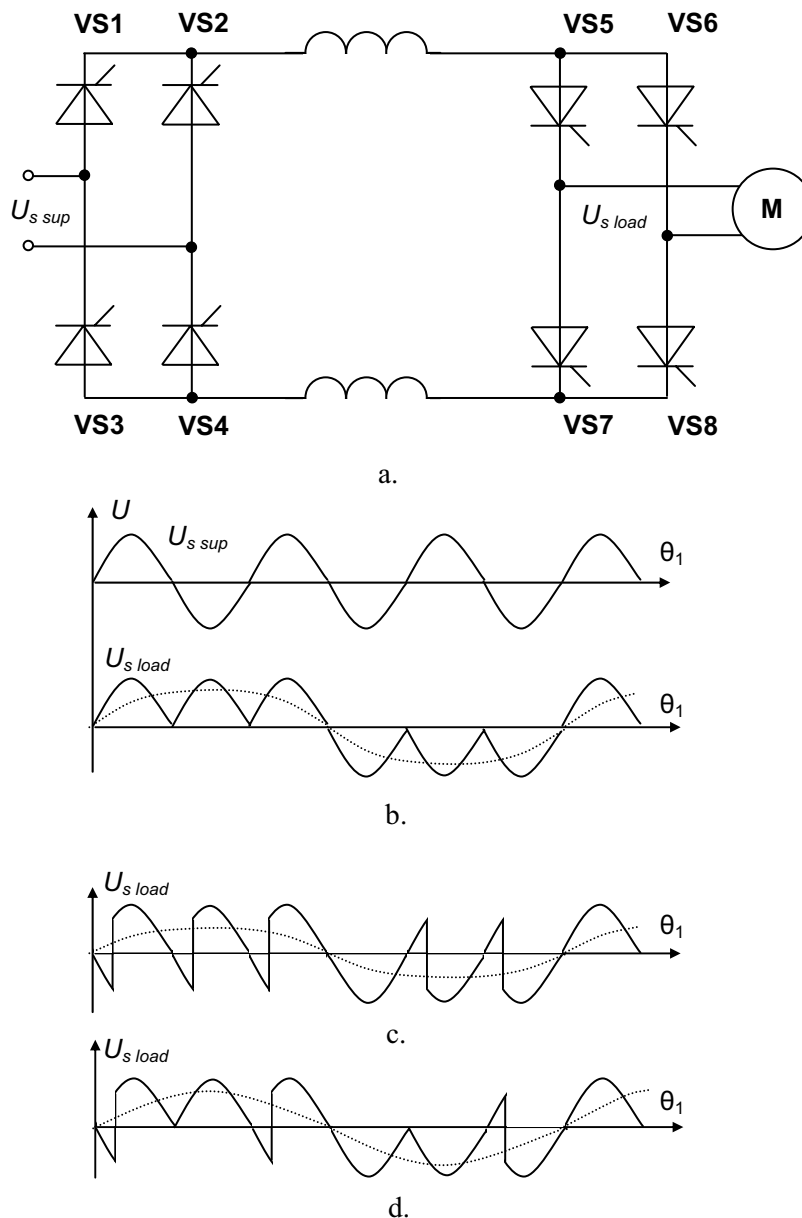 VS1 VS2 VS5 VS6
U_s sup
U_s load
M
VS3 VS4 VS7 VS8
a.
U
U_s sup
θ₁
U_s load
θ₁
b.
U_s load
θ₁
c.
U_s load
θ₁
d.